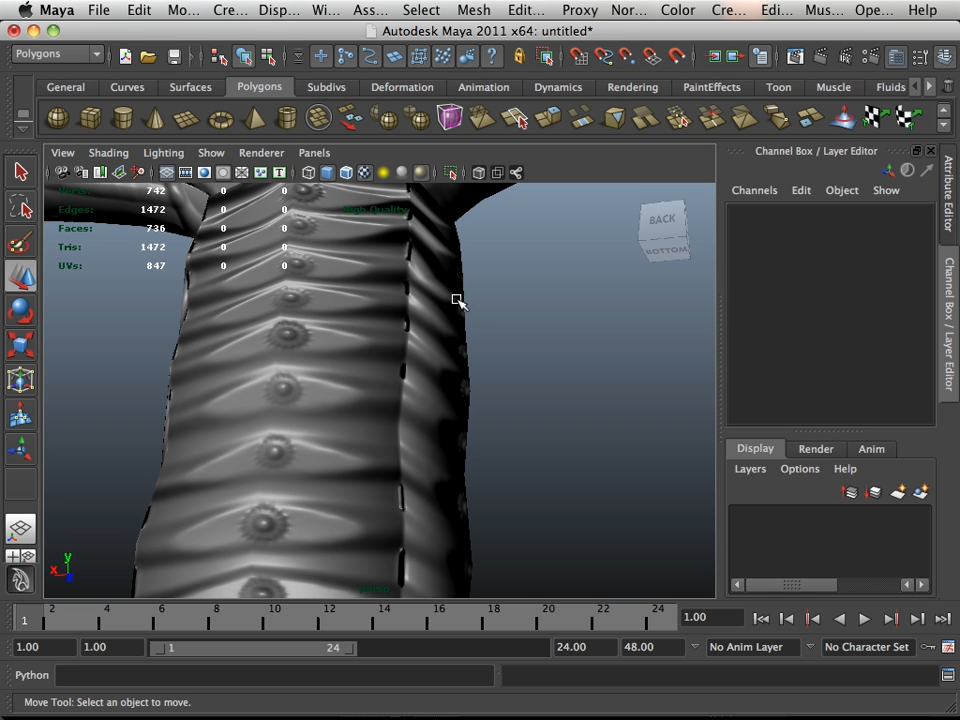 Maya File Edit Mo... Cre... Disp... Wi... Ass... Select Mesh Edit... Proxy Nor... Color Cre... Edi... Mus... Ope... Help
Autodesk Maya 2011 x64: untitled*
Polygons
General Curves Surfaces Polygons Subdivs Deformation Animation Dynamics Rendering PaintEffects Toon Muscle Fluids
View Shading Lighting Show Renderer Panels
Verts: 742 0 0
Edges: 1472 0 0
Faces: 736 0 0
Tris: 1472 0 0
UVs: 847 0 0
High Quality
BACK
BOTTOM
y
x
z
persp
Channel Box / Layer Editor
Channels Edit Object Show
Attribute Editor
Channel Box / Layer Editor
Display Render Anim
Layers Options Help
1 2 4 6 8 10 12 14 16 18 20 22 24 1.00
1.00 1.00 1 24 24.00 48.00 No Anim Layer No Character Set
Python
Move Tool: Select an object to move.